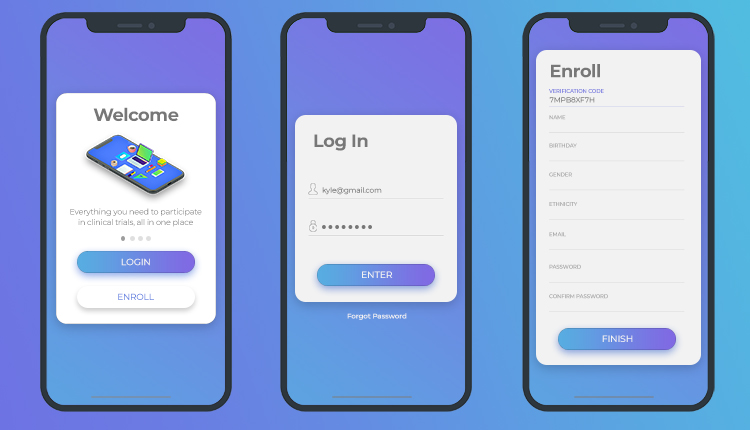 Welcome
Everything you need to participate
in clinical trials, all in one place
LOGIN
ENROLL
Log In
kyle@gmail.com
ENTER
Forgot Password
Enroll
VERIFICATION CODE
7MPB8XF7H
NAME
BIRTHDAY
GENDER
ETHNICITY
EMAIL
PASSWORD
CONFIRM PASSWORD
FINISH